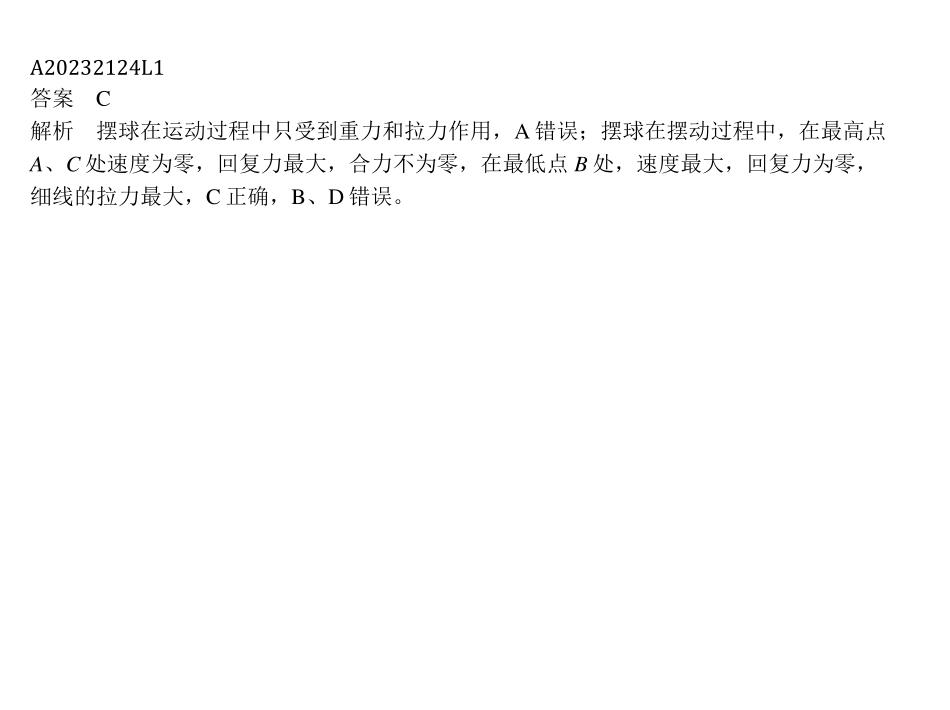 A20232124L1
答案 C
解析 摆球在运动过程中只受到重力和拉力作用，A 错误；摆球在摆动过程中，在最高点
A、C 处速度为零，回复力最大，合力不为零，在最低点 B 处，速度最大，回复力为零，
细线的拉力最大，C 正确，B、D 错误。